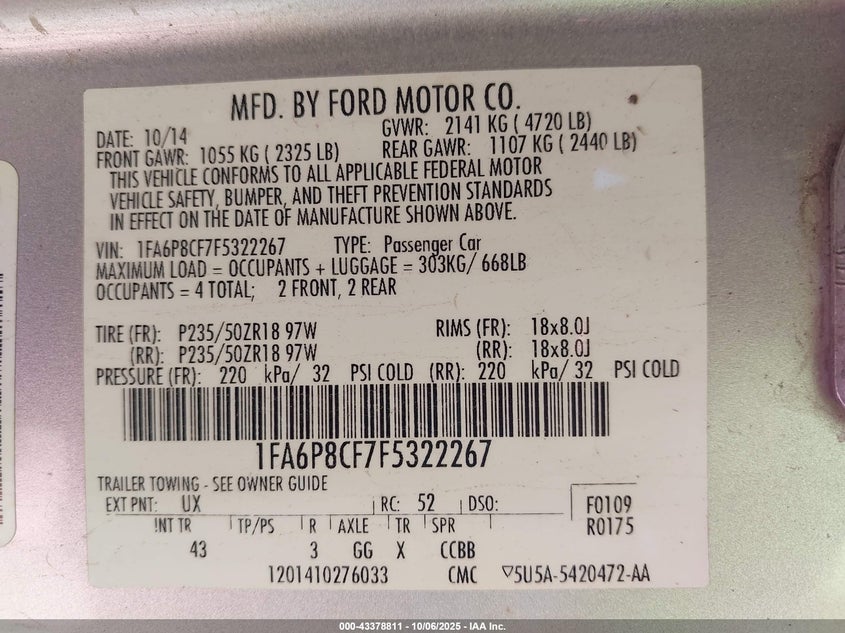 MFD. BY FORD MOTOR CO.
DATE: 10/14 GVWR: 2141 KG ( 4720 LB)
FRONT GAWR: 1055 KG ( 2325 LB) REAR GAWR: 1107 KG ( 2440 LB)
THIS VEHICLE CONFORMS TO ALL APPLICABLE FEDERAL MOTOR
VEHICLE SAFETY, BUMPER, AND THEFT PREVENTION STANDARDS
IN EFFECT ON THE DATE OF MANUFACTURE SHOWN ABOVE.
VIN: 1FA6P8CF7F5322267 TYPE: Passenger Car
MAXIMUM LOAD = OCCUPANTS + LUGGAGE = 303KG/ 668LB
OCCUPANTS = 4 TOTAL; 2 FRONT, 2 REAR
TIRE (FR): P235/50ZR18 97W RIMS (FR): 18x8.0J
(RR): P235/50ZR18 97W (RR): 18x8.0J
PRESSURE (FR): 220 kPa/ 32 PSI COLD (RR): 220 kPa/ 32 PSI COLD
1FA6P8CF7F5322267
TRAILER TOWING - SEE OWNER GUIDE
EXT PNT: UX RC: 52 DSO: F0109
INT TR TP/PS R AXLE TR SPR R0175
43 3 GG X CCBB
1201410276033 CMC ▽5U5A-5420472-AA
000-43378811 - 10/06/2025 - IAA Inc.